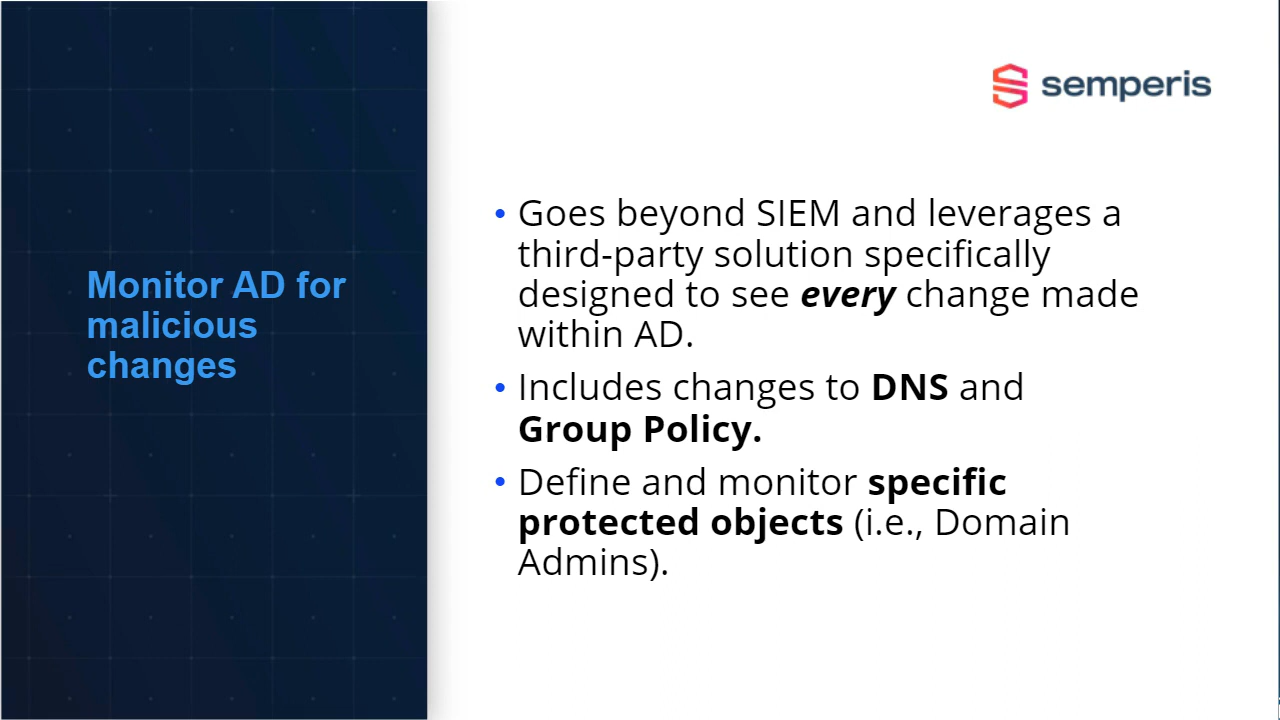 Monitor AD for
malicious
changes
semperis
• Goes beyond SIEM and leverages a
third-party solution specifically
designed to see every change made
within AD.
• Includes changes to DNS and
Group Policy.
• Define and monitor specific
protected objects (i.e., Domain
Admins).